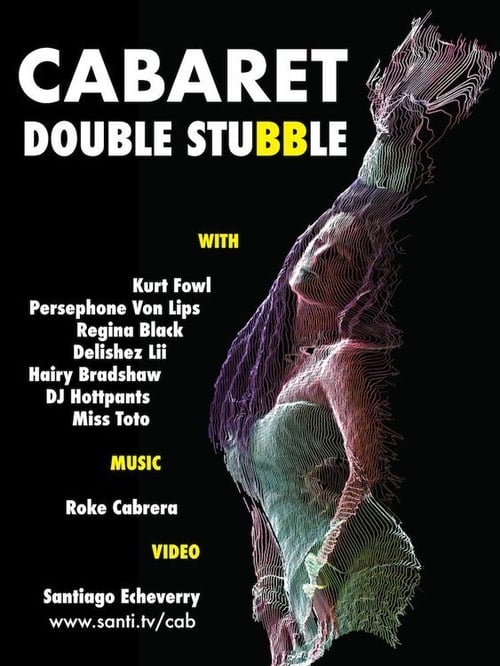 CABARET
DOUBLE STUBBLE
WITH
Kurt Fowl
Persephone Von Lips
Regina Black
Delishez Lii
Hairy Bradshaw
DJ Hottpants
Miss Toto
MUSIC
Roke Cabrera
VIDEO
Santiago Echeverry
www.santi.tv/cab